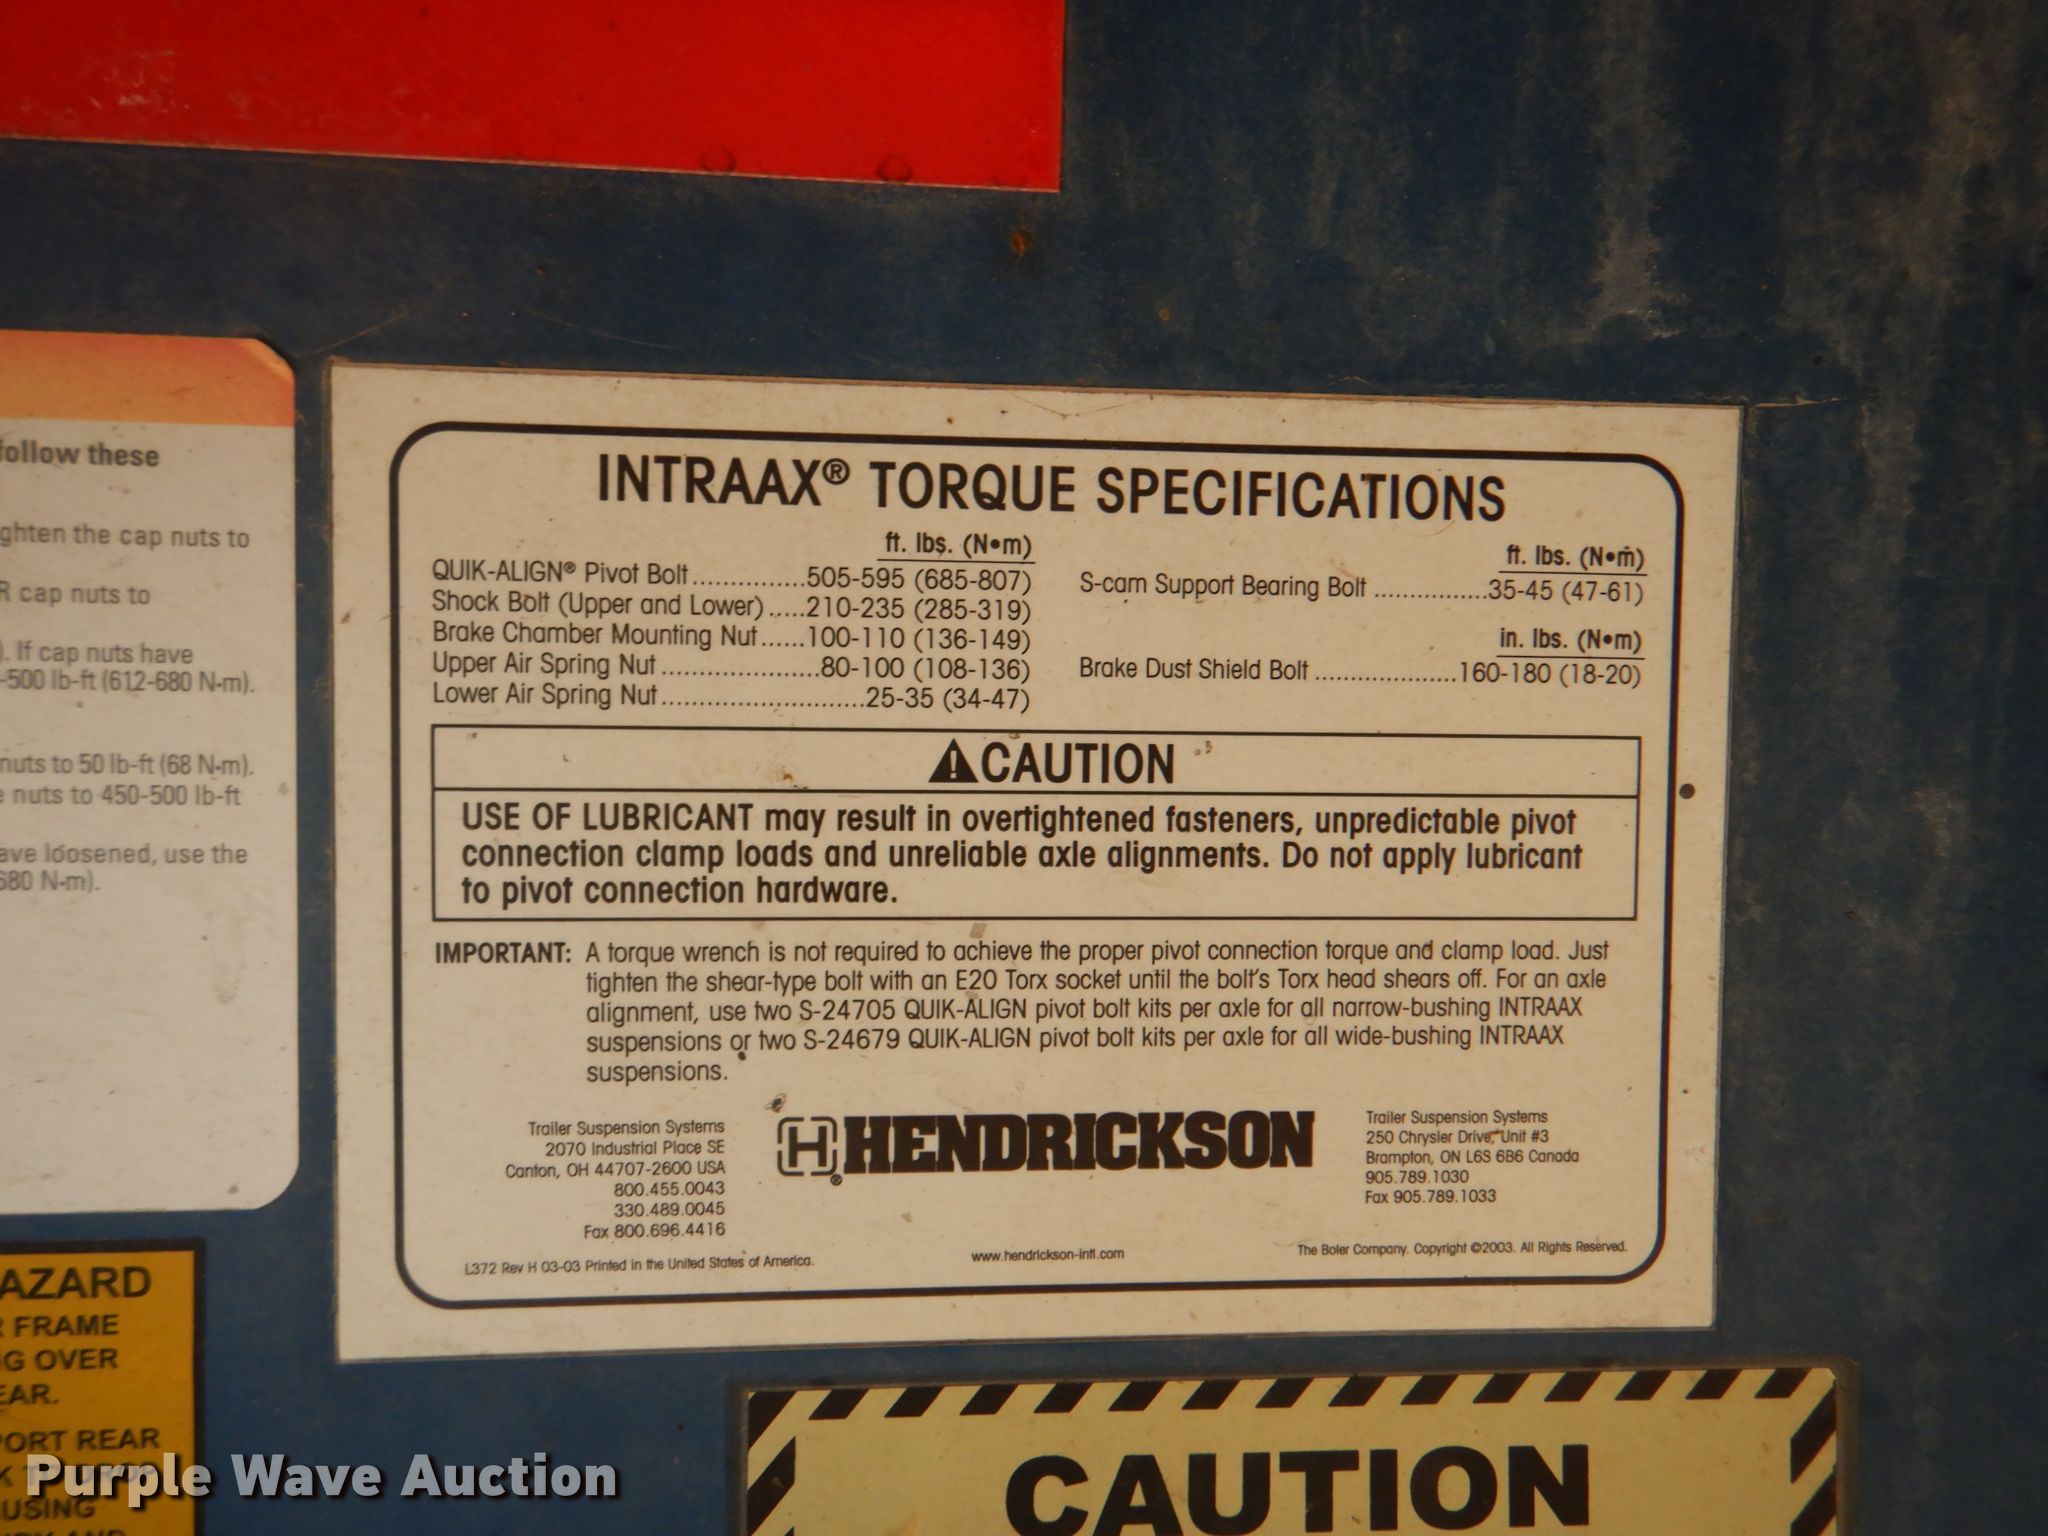 follow these
ghten the cap nuts to
R cap nuts to
). If cap nuts have
-500 lb-ft (612-680 N•m).
nuts to 50 lb-ft (68 N•m).
e nuts to 450-500 lb-ft
ave loosened, use the
680 N•m).
INTRAAX® TORQUE SPECIFICATIONS
ft. lbs. (N•m)
QUIK-ALIGN® Pivot Bolt...............505-595 (685-807)
Shock Bolt (Upper and Lower).....210-235 (285-319)
Brake Chamber Mounting Nut......100-110 (136-149)
Upper Air Spring Nut.....................80-100 (108-136)
Lower Air Spring Nut...........................25-35 (34-47)
ft. lbs. (N•m)
S-cam Support Bearing Bolt ...............35-45 (47-61)
in. lbs. (N•m)
Brake Dust Shield Bolt ...................160-180 (18-20)
CAUTION
USE OF LUBRICANT may result in overtightened fasteners, unpredictable pivot
connection clamp loads and unreliable axle alignments. Do not apply lubricant
to pivot connection hardware.
IMPORTANT: A torque wrench is not required to achieve the proper pivot connection torque and clamp load. Just
tighten the shear-type bolt with an E20 Torx socket until the bolt's Torx head shears off. For an axle
alignment, use two S-24705 QUIK-ALIGN pivot bolt kits per axle for all narrow-bushing INTRAAX
suspensions or two S-24679 QUIK-ALIGN pivot bolt kits per axle for all wide-bushing INTRAAX
suspensions.
Trailer Suspension Systems
2070 Industrial Place SE
Canton, OH 44707-2600 USA
800.455.0043
330.489.0045
Fax 800.696.4416
H HENDRICKSON
®
Trailer Suspension Systems
250 Chrysler Drive, Unit #3
Brampton, ON L6S 6B6 Canada
905.789.1030
Fax 905.789.1033
L372 Rev H 03-03 Printed in the United States of America.
www.hendrickson-intl.com
The Boler Company. Copyright ©2003. All Rights Reserved.
AZARD
R FRAME
IG OVER
EAR.
PORT REAR
USING
CAUTION
Purple Wave Auction